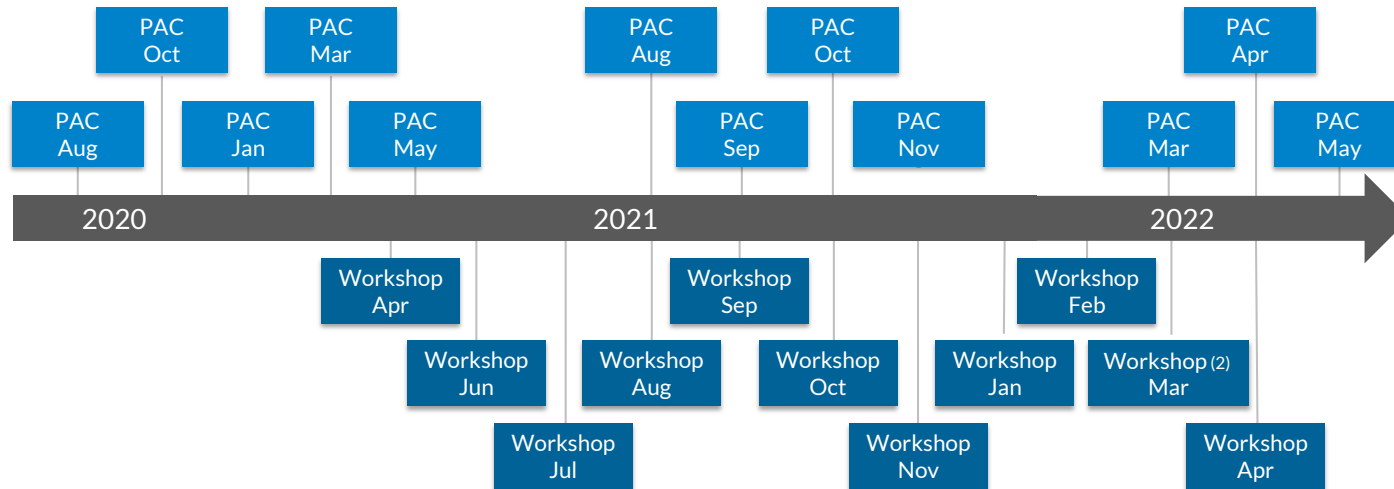 PAC
Oct
PAC
Mar
PAC
Aug
PAC
Oct
PAC
Apr
PAC
Aug
PAC
Jan
PAC
May
PAC
Sep
PAC
Nov
PAC
Mar
PAC
May
2020
2021
2022
Workshop
Apr
Workshop
Sep
Workshop
Feb
Workshop
Jun
Workshop
Aug
Workshop
Oct
Workshop
Jan
Workshop (2)
Mar
Workshop
Jul
Workshop
Nov
Workshop
Apr